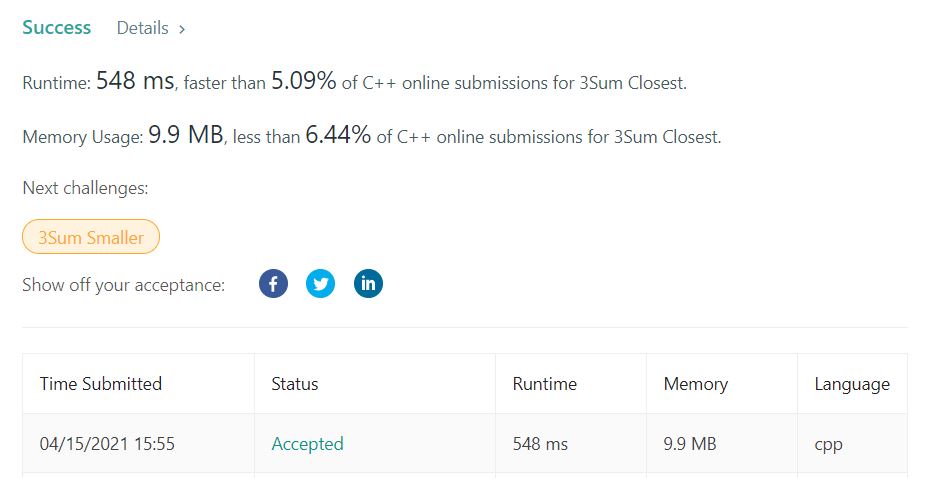 Success Details >
Runtime: 548 ms, faster than 5.09% of C++ online submissions for 3Sum Closest.
Memory Usage: 9.9 MB, less than 6.44% of C++ online submissions for 3Sum Closest.
Next challenges:
3Sum Smaller
Show off your acceptance: f in
Time Submitted Status Runtime Memory Language
04/15/2021 15:55 Accepted 548 ms 9.9 MB cpp